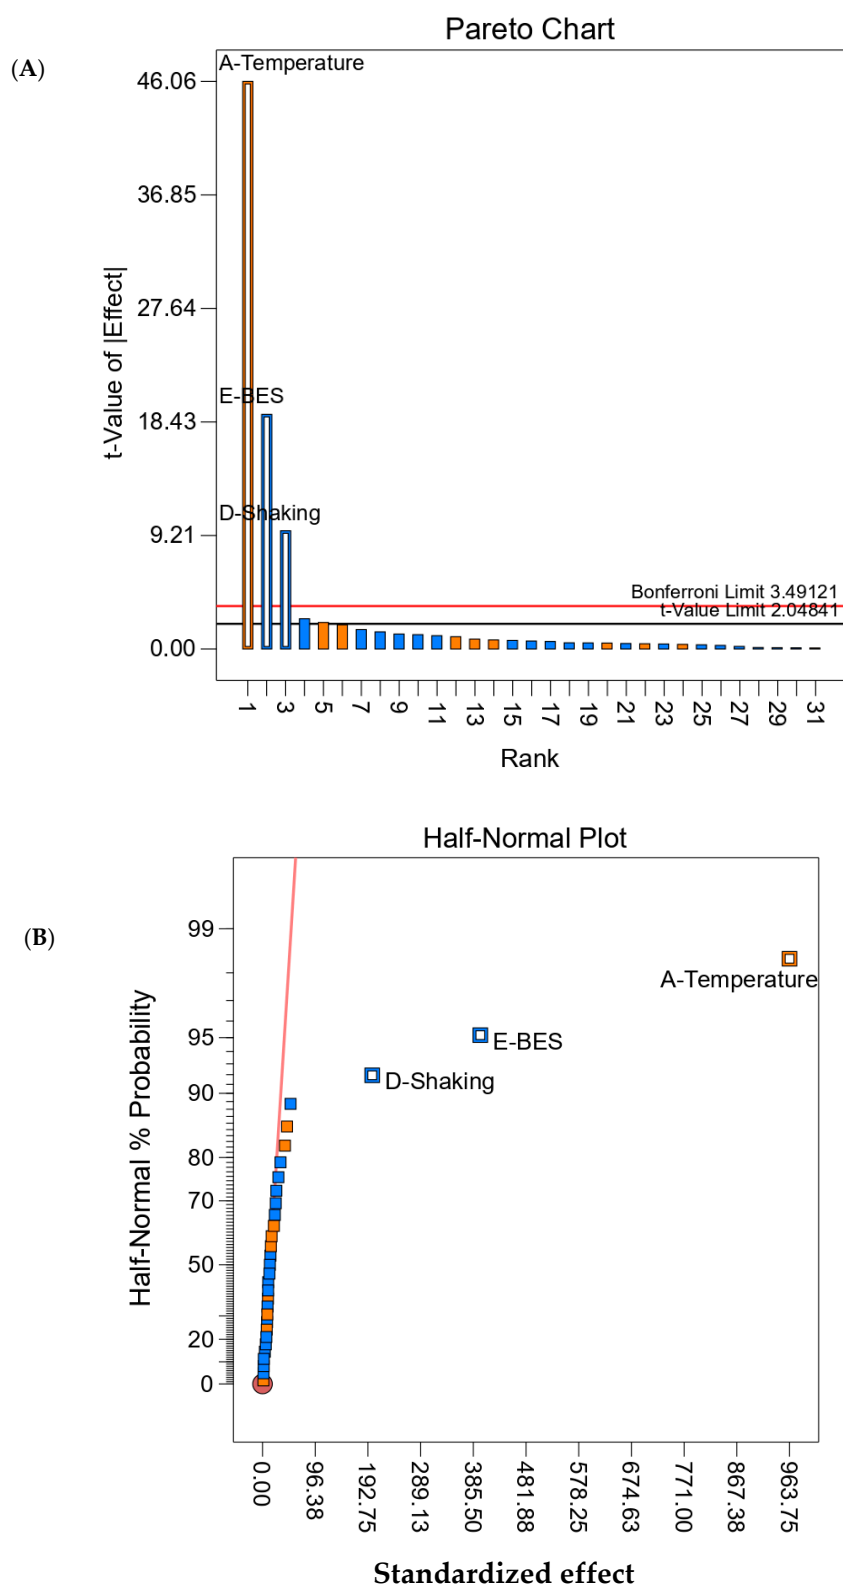 Pareto Chart
(A)
A-Temperature
46.06
36.85
27.64
E-BES
18.43
D-Shaking
9.21
Bonferroni Limit 3.49121
t-Value Limit 2.04841
0.00
t-Value of |Effect|
1 3 5 7 9 11 13 15 17 19 21 23 25 27 29 31
Rank
Half-Normal Plot
(B)
99
A-Temperature
95
E-BES
D-Shaking
90
80
70
50
20
0
Half-Normal % Probability
0.00 96.38 192.75 289.13 385.50 481.88 578.25 674.63 771.00 867.38 963.75
Standardized effect